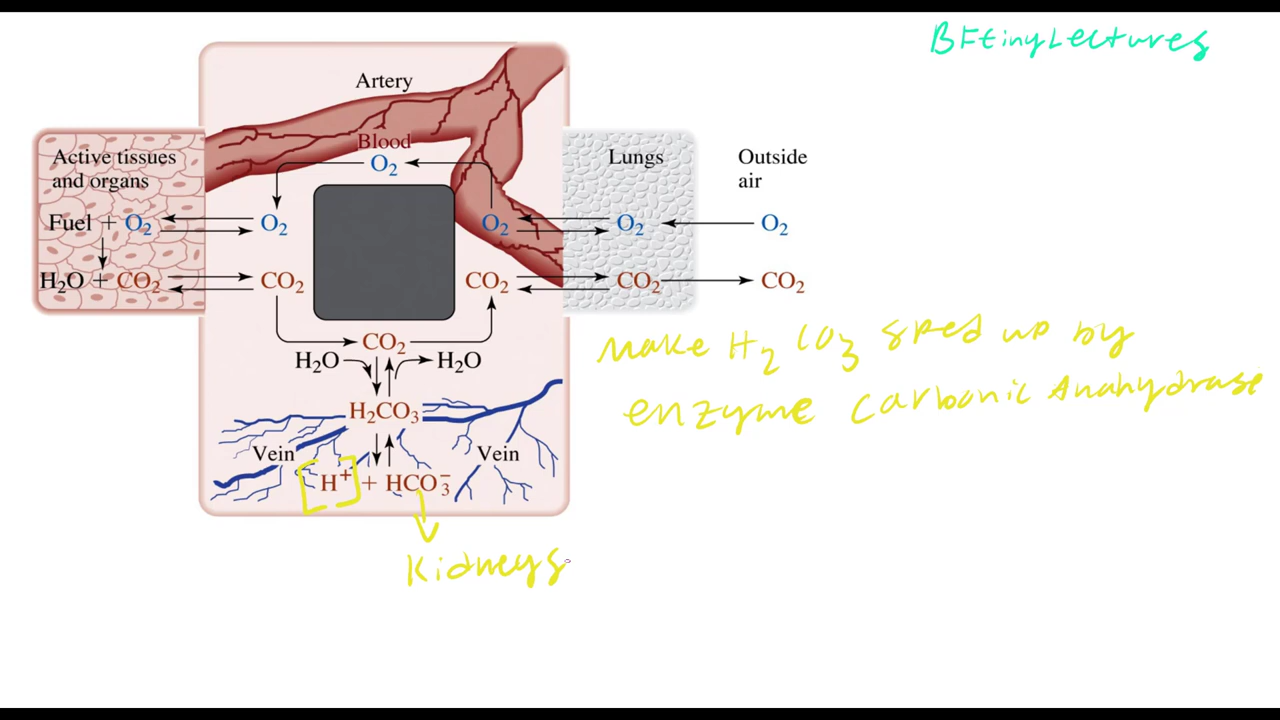 BFtinyLectures
Artery
Blood
O₂
Active tissues
and organs
Lungs
Outside
air
Fuel + O₂
O₂
O₂
O₂
O₂
H₂O + CO₂
CO₂
CO₂
CO₂
CO₂
CO₂
H₂O
H₂O
H₂CO₃
Vein
Vein
H⁺ + HCO₃⁻
make H₂CO₃ sped up by
enzyme carbonic Anahydrase
Kidneys